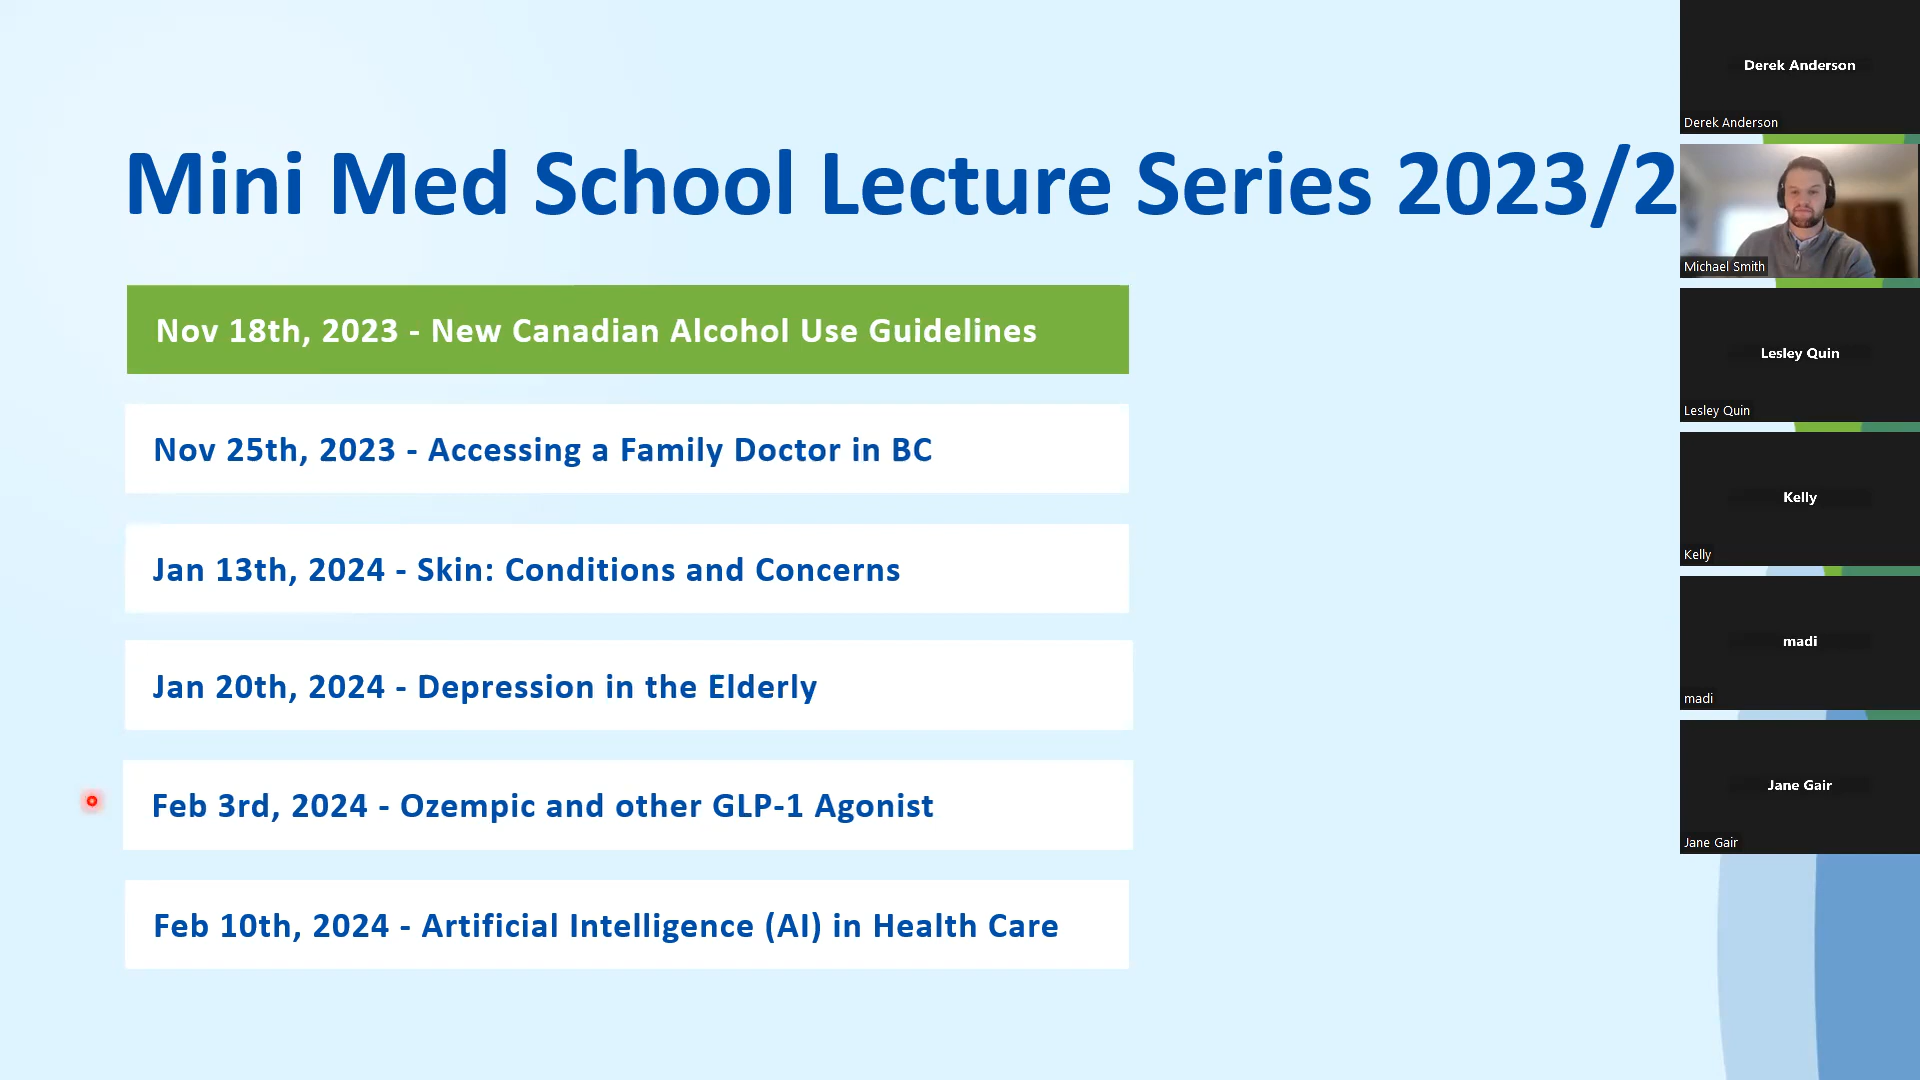 Mini Med School Lecture Series 2023/2
Nov 18th, 2023 - New Canadian Alcohol Use Guidelines
Nov 25th, 2023 - Accessing a Family Doctor in BC
Jan 13th, 2024 - Skin: Conditions and Concerns
Jan 20th, 2024 - Depression in the Elderly
Feb 3rd, 2024 - Ozempic and other GLP-1 Agonist
Feb 10th, 2024 - Artificial Intelligence (AI) in Health Care
Derek Anderson
Derek Anderson
Michael Smith
Lesley Quin
Lesley Quin
Kelly
Kelly
madi
madi
Jane Gair
Jane Gair